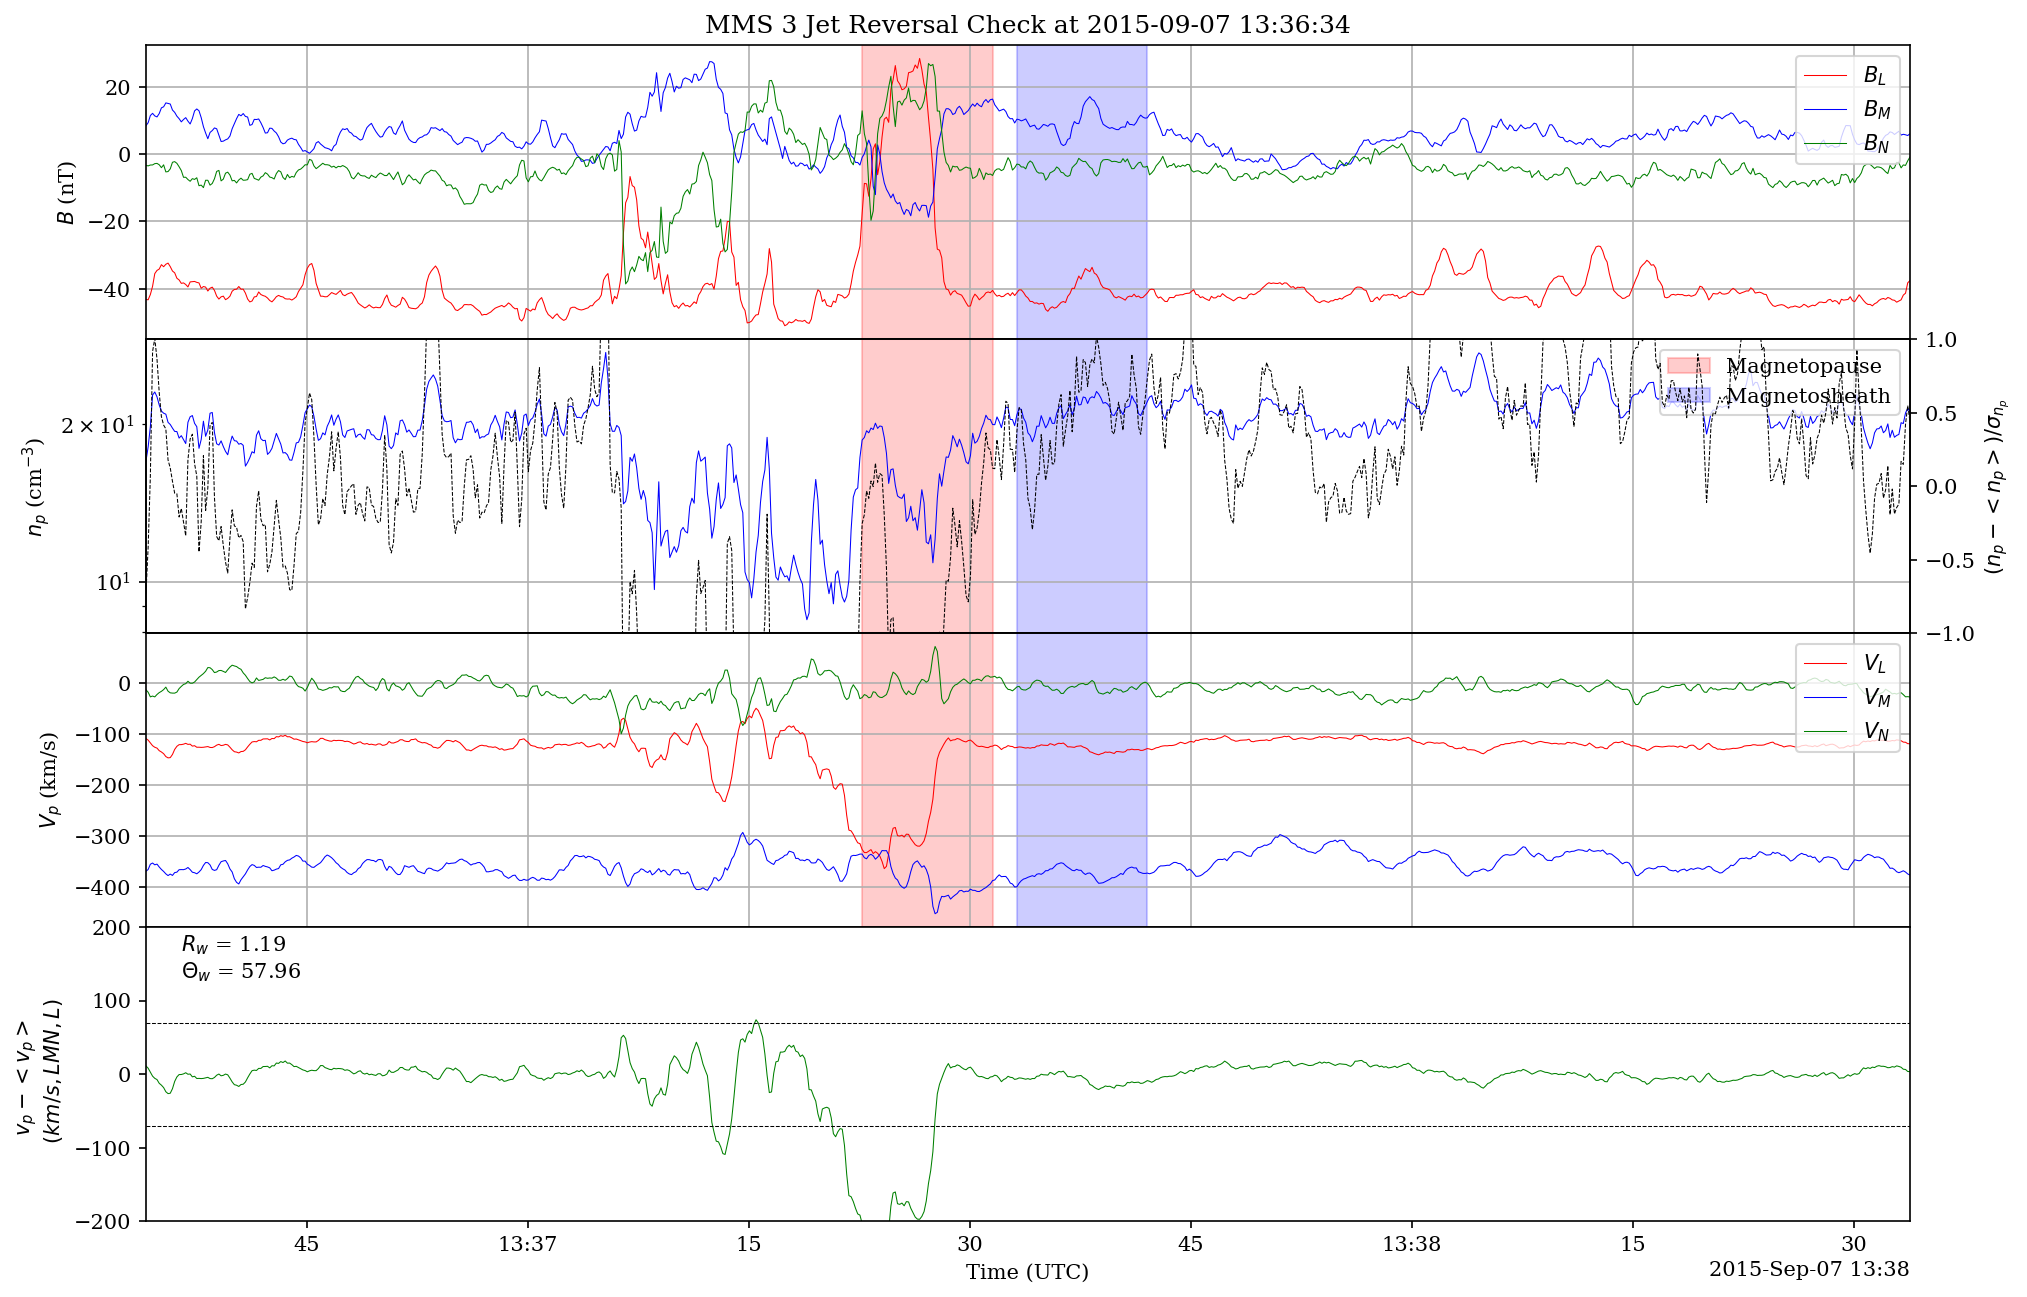 MMS 3 Jet Reversal Check at 2015-09-07 13:36:34
20
0
−20
−40
B (nT)
B_L
B_M
B_N
2 × 10^1
10^1
n_p (cm^−3)
1.0
0.5
0.0
−0.5
−1.0
(n_p − < n_p >)/σ_{n_p}
Magnetopause
Magnetosheath
0
−100
−200
−300
−400
V_p (km/s)
V_L
V_M
V_N
200
100
0
−100
−200
v_p − < v_p >
(km/s, LMN, L)
R_w = 1.19
Θ_w = 57.96
45
13:37
15
30
45
13:38
15
30
Time (UTC)
2015-Sep-07 13:38